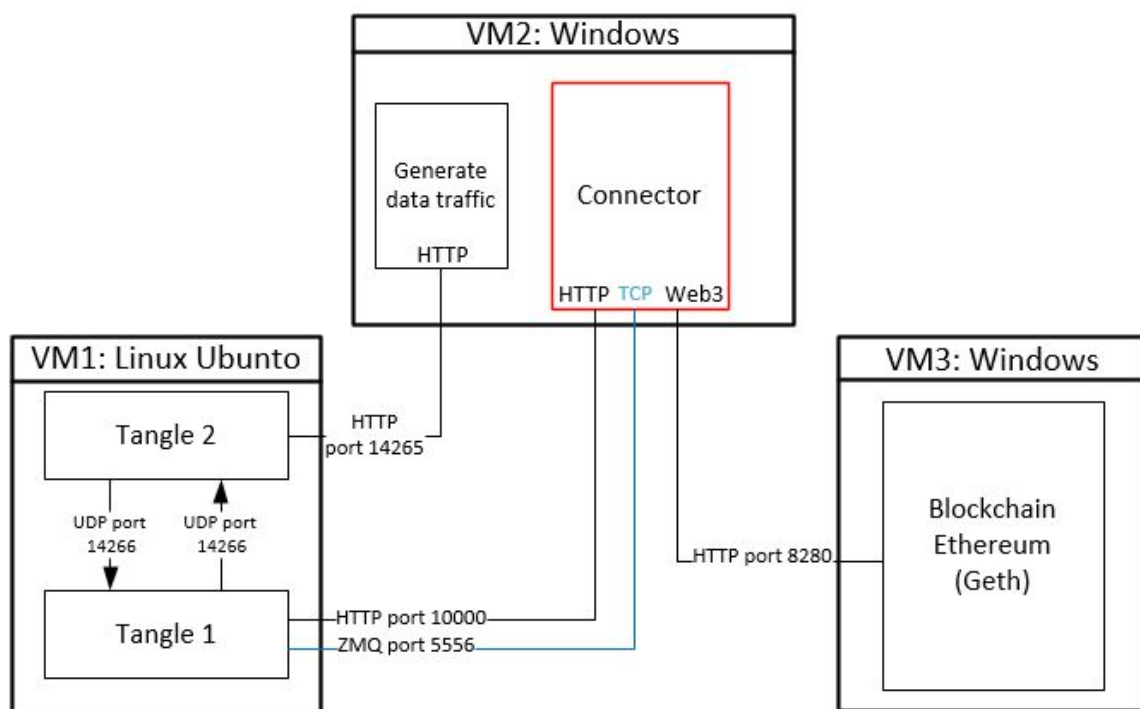 VM2: Windows
Generate
data traffic
HTTP
Connector
HTTP TCP Web3
VM1: Linux Ubunto
Tangle 2
HTTP
port 14265
UDP port
14266
UDP port
14266
Tangle 1
HTTP port 10000
ZMQ port 5556
VM3: Windows
Blockchain
Ethereum
(Geth)
HTTP port 8280